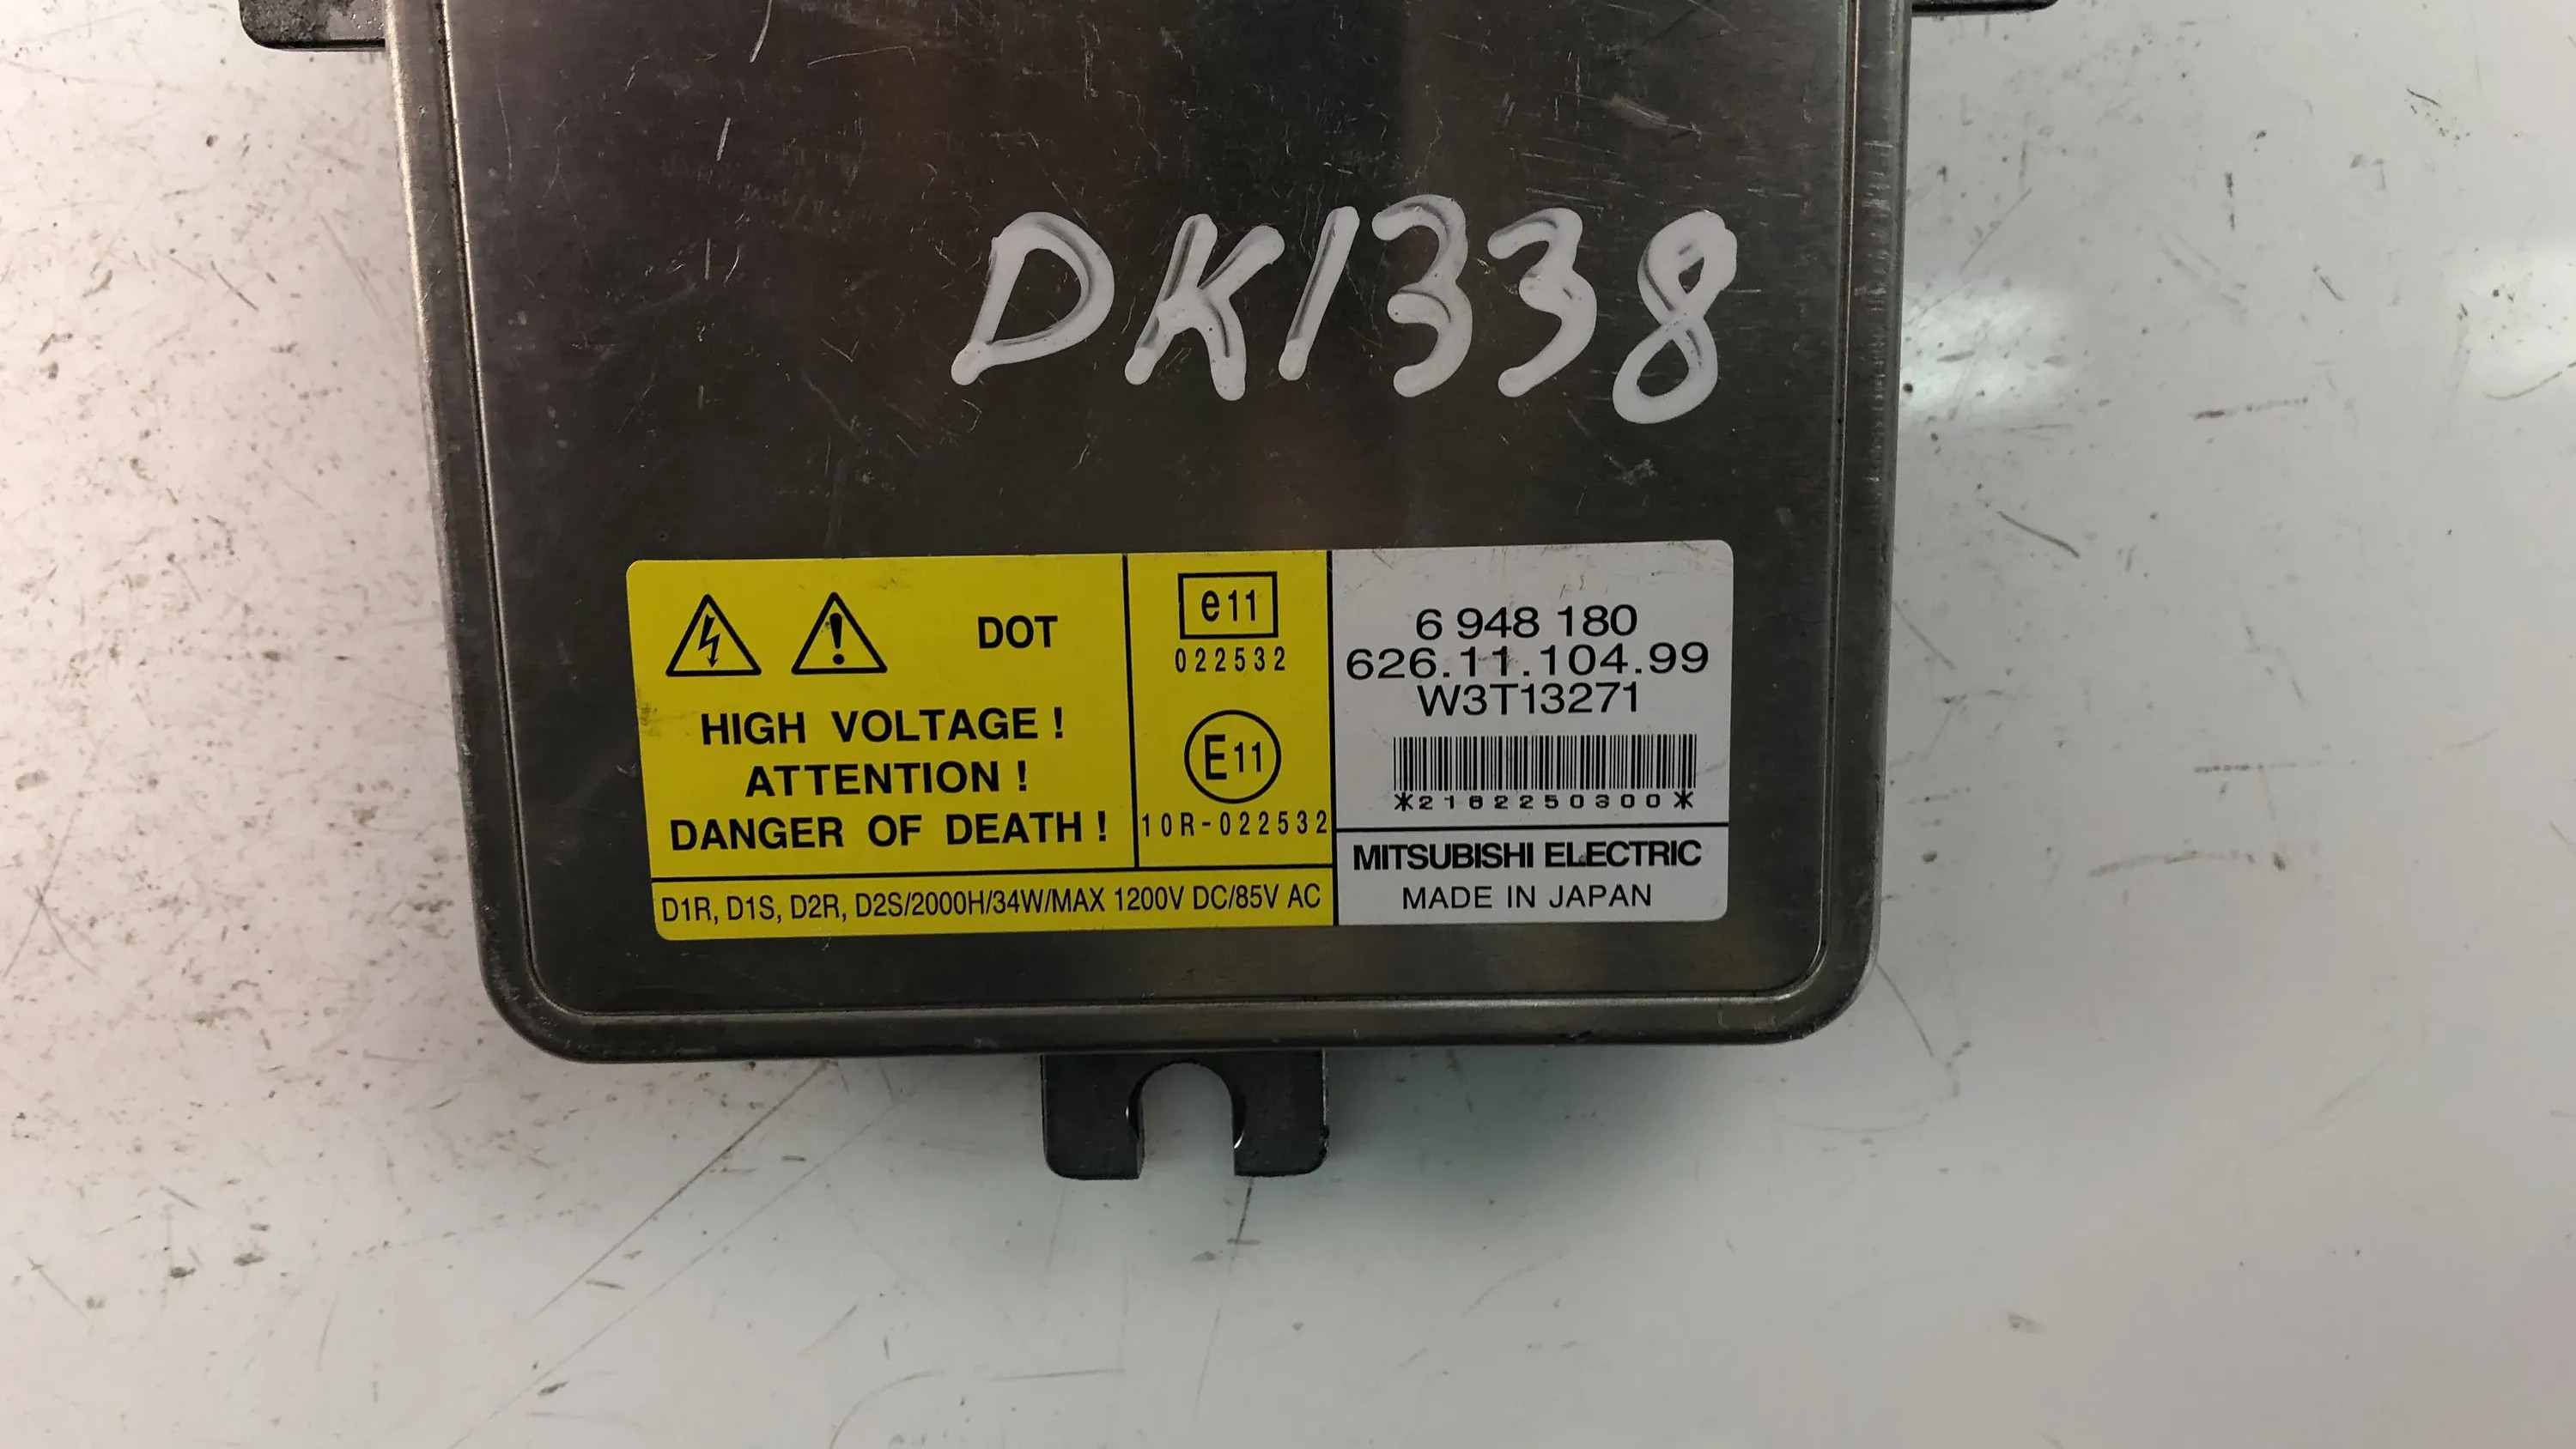 DK1338
DOT
HIGH VOLTAGE !
ATTENTION !
DANGER OF DEATH !
e11
022532
E11
10R-022532
D1R, D1S, D2R, D2S/2000H/34W/MAX 1200V DC/85V AC
6 948 180
626.11.104.99
W3T13271
*2182250300*
MITSUBISHI ELECTRIC
MADE IN JAPAN